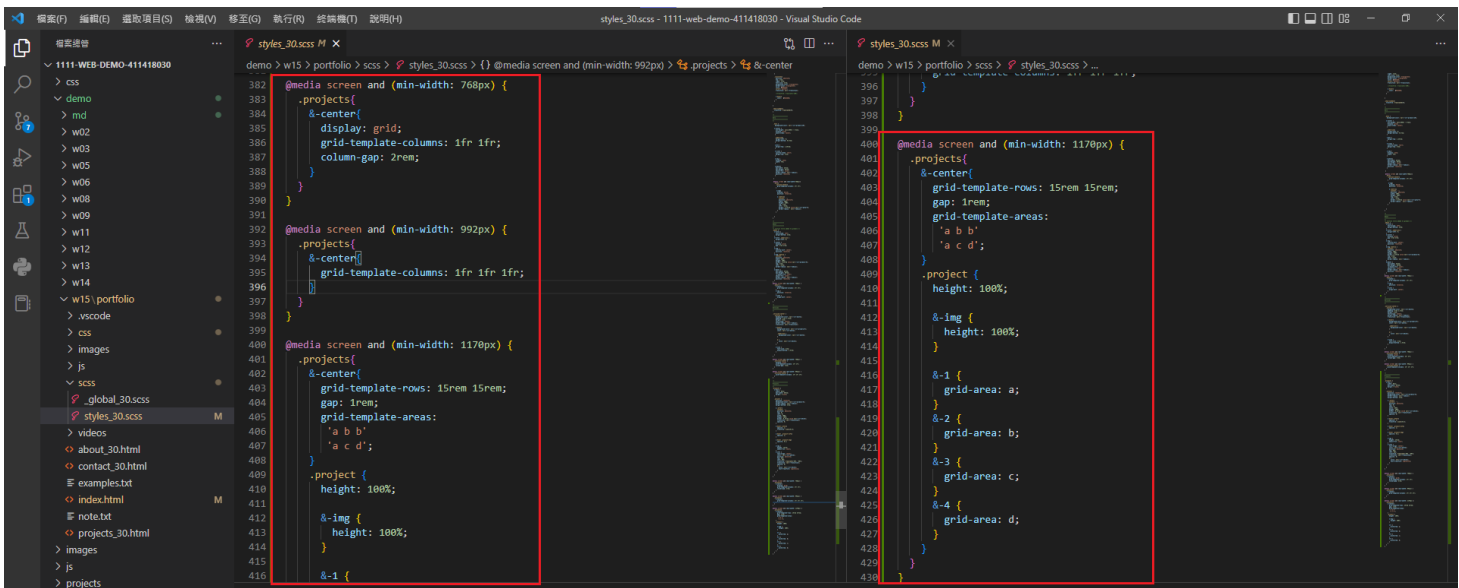 檔案(F) 編輯(E) 選取項目(S) 檢視(V) 移至(G) 執行(R) 終端機(T) 說明(H)
styles_30.scss - 1111-web-demo-411418030 - Visual Studio Code
檔案總管
1111-WEB-DEMO-411418030
> css
demo
> md
> w02
> w03
> w05
> w06
> w08
> w09
> w11
> w12
> w13
> w14
w15\portfolio
> .vscode
> css
> images
> js
scss
_global_30.scss
styles_30.scss M
> videos
<> about_30.html
<> contact_30.html
examples.txt
<> index.html M
note.txt
<> projects_30.html
> images
> js
> projects
7
1
styles_30.scss M
demo > w15 > portfolio > scss > styles_30.scss > {} @media screen and (min-width: 992px) > .projects > &-center
382 @media screen and (min-width: 768px) {
383 .projects{
384 &-center{
385 display: grid;
386 grid-template-columns: 1fr 1fr;
387 column-gap: 2rem;
388 }
389 }
390 }
391
392 @media screen and (min-width: 992px) {
393 .projects{
394 &-center{
395 grid-template-columns: 1fr 1fr 1fr;
396 }
397 }
398 }
399
400 @media screen and (min-width: 1170px) {
401 .projects{
402 &-center{
403 grid-template-rows: 15rem 15rem;
404 gap: 1rem;
405 grid-template-areas:
406 'a b b'
407 'a c d';
408 }
409 .project {
410 height: 100%;
411
412 &-img {
413 height: 100%;
414 }
415
416 &-1 {
styles_30.scss M
demo > w15 > portfolio > scss > styles_30.scss > ...
395 grid-template-columns: 1fr 1fr 1fr;
396 }
397 }
398 }
399
400 @media screen and (min-width: 1170px) {
401 .projects{
402 &-center{
403 grid-template-rows: 15rem 15rem;
404 gap: 1rem;
405 grid-template-areas:
406 'a b b'
407 'a c d';
408 }
409 .project {
410 height: 100%;
411
412 &-img {
413 height: 100%;
414 }
415
416 &-1 {
417 grid-area: a;
418 }
419 &-2 {
420 grid-area: b;
421 }
422 &-3 {
423 grid-area: c;
424 }
425 &-4 {
426 grid-area: d;
427 }
428 }
429 }
430 }